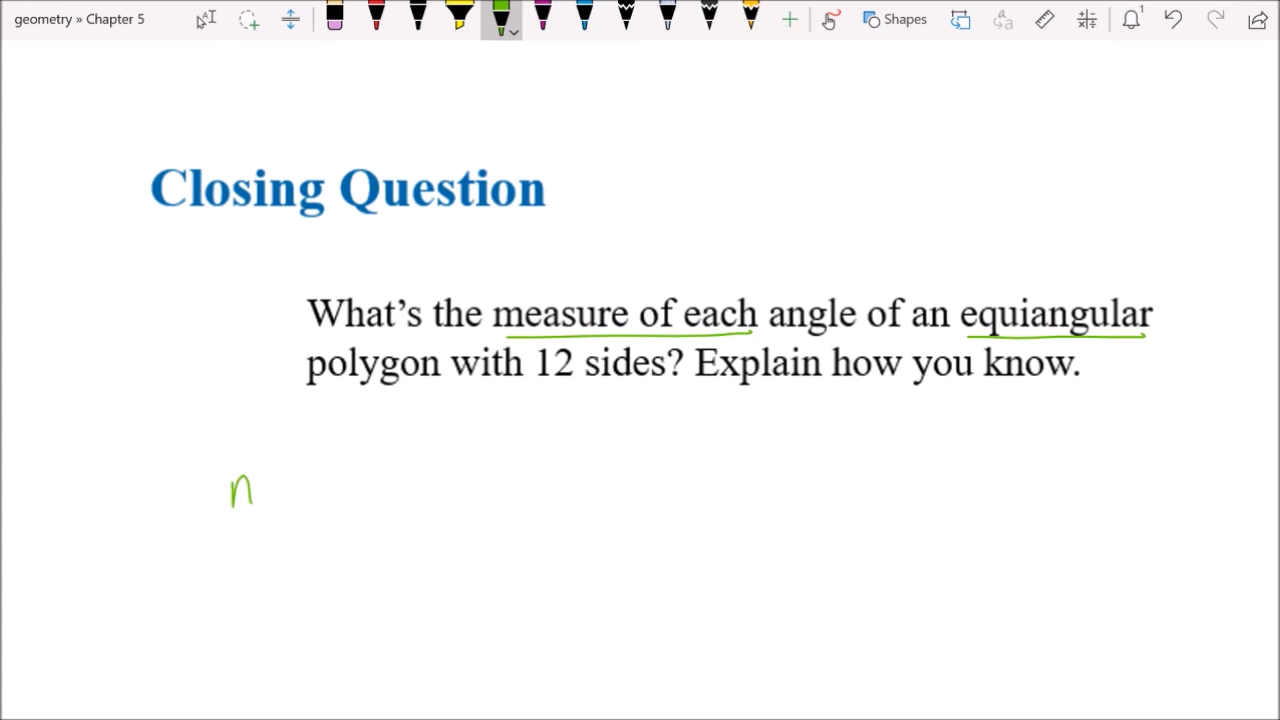 geometry » Chapter 5
Shapes
1
Closing Question
What's the measure of each angle of an equiangular
polygon with 12 sides? Explain how you know.
n